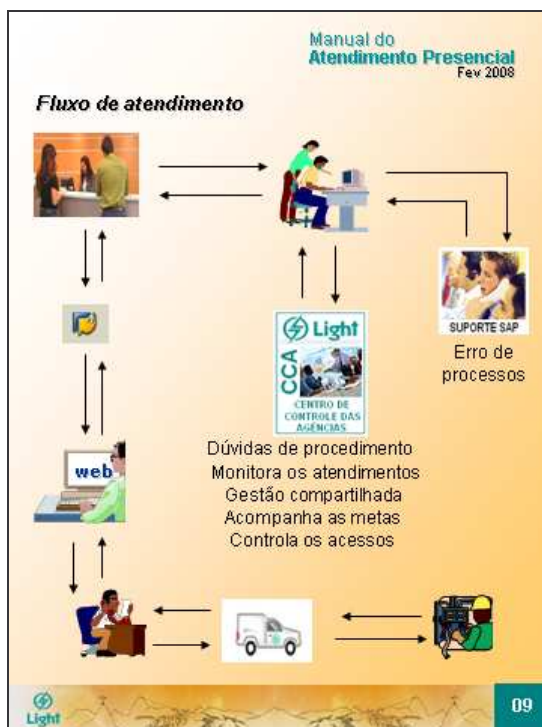 Manual do
Atendimento Presencial
Fev 2008
Fluxo de atendimento
SUPORTE SAP
Erro de
processos
Light
CCA
CENTRO DE
CONTROLE DAS
AGÊNCIAS
Dúvidas de procedimento
Monitora os atendimentos
Gestão compartilhada
Acompanha as metas
Controla os acessos
web
Light
09